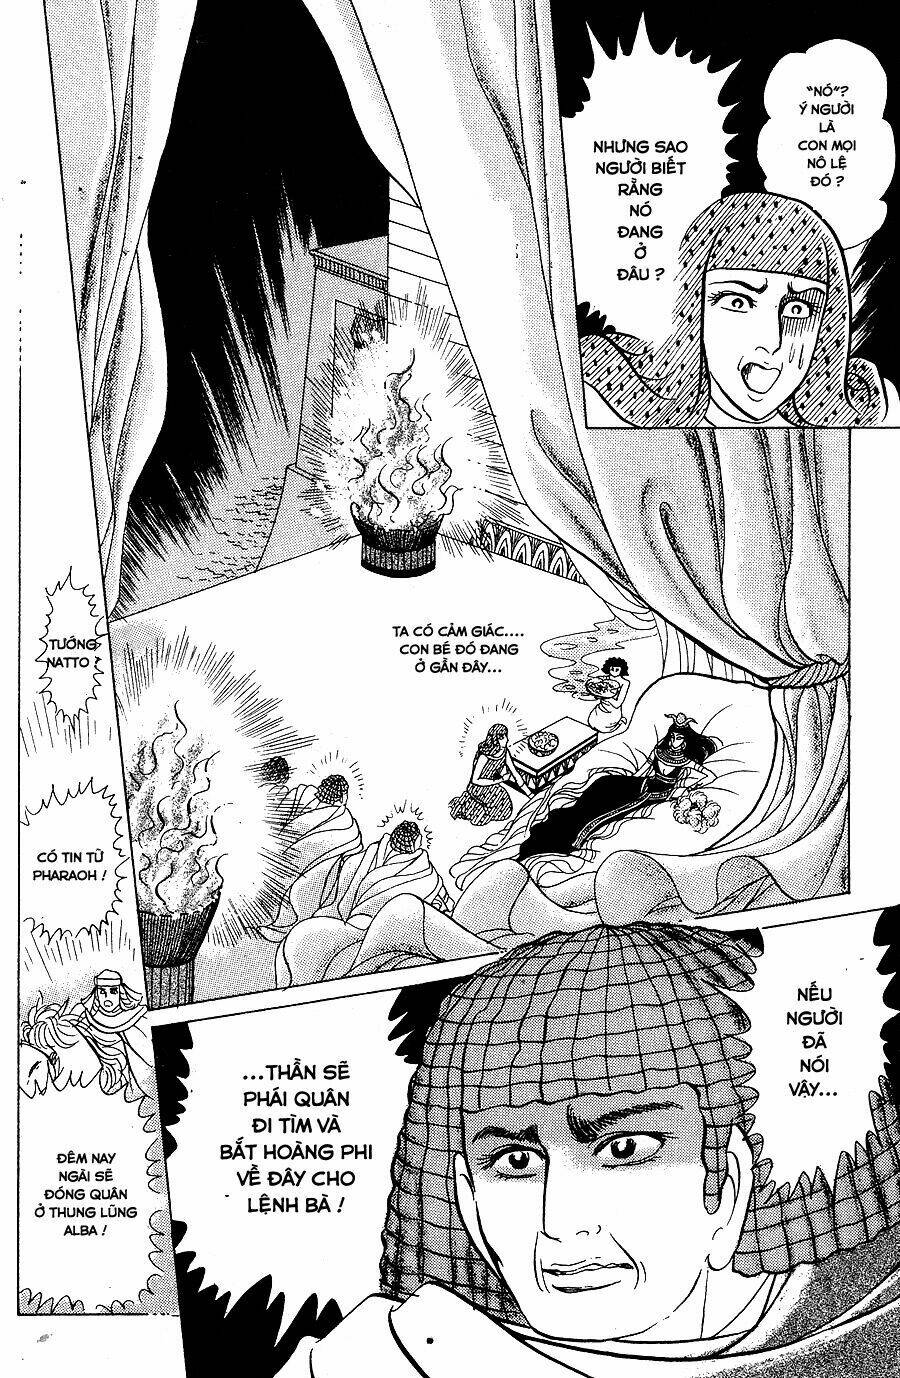 "NÓ"?
Ý NGƯỜI
LÀ
CON MỌI
NÔ LỆ
ĐÓ ?
NHƯNG SAO
NGƯỜI BIẾT
RẰNG
NÓ
ĐANG
Ở
ĐÂU ?
TA CÓ CẢM GIÁC....
CON BÉ ĐÓ ĐANG
Ở GẦN ĐÂY...
NẾU
NGƯỜI
ĐÃ
NÓI
VẬY...
...THẦN SẼ
PHÁI QUÂN
ĐI TÌM VÀ
BẮT HOÀNG PHI
VỀ ĐÂY CHO
LỆNH BÀ !
TƯỚNG
NATTO !
CÓ TIN TỪ
PHARAOH !
ĐÊM NAY
NGÀI SẼ
ĐÓNG QUÂN
Ở THUNG LŨNG
ALBA !